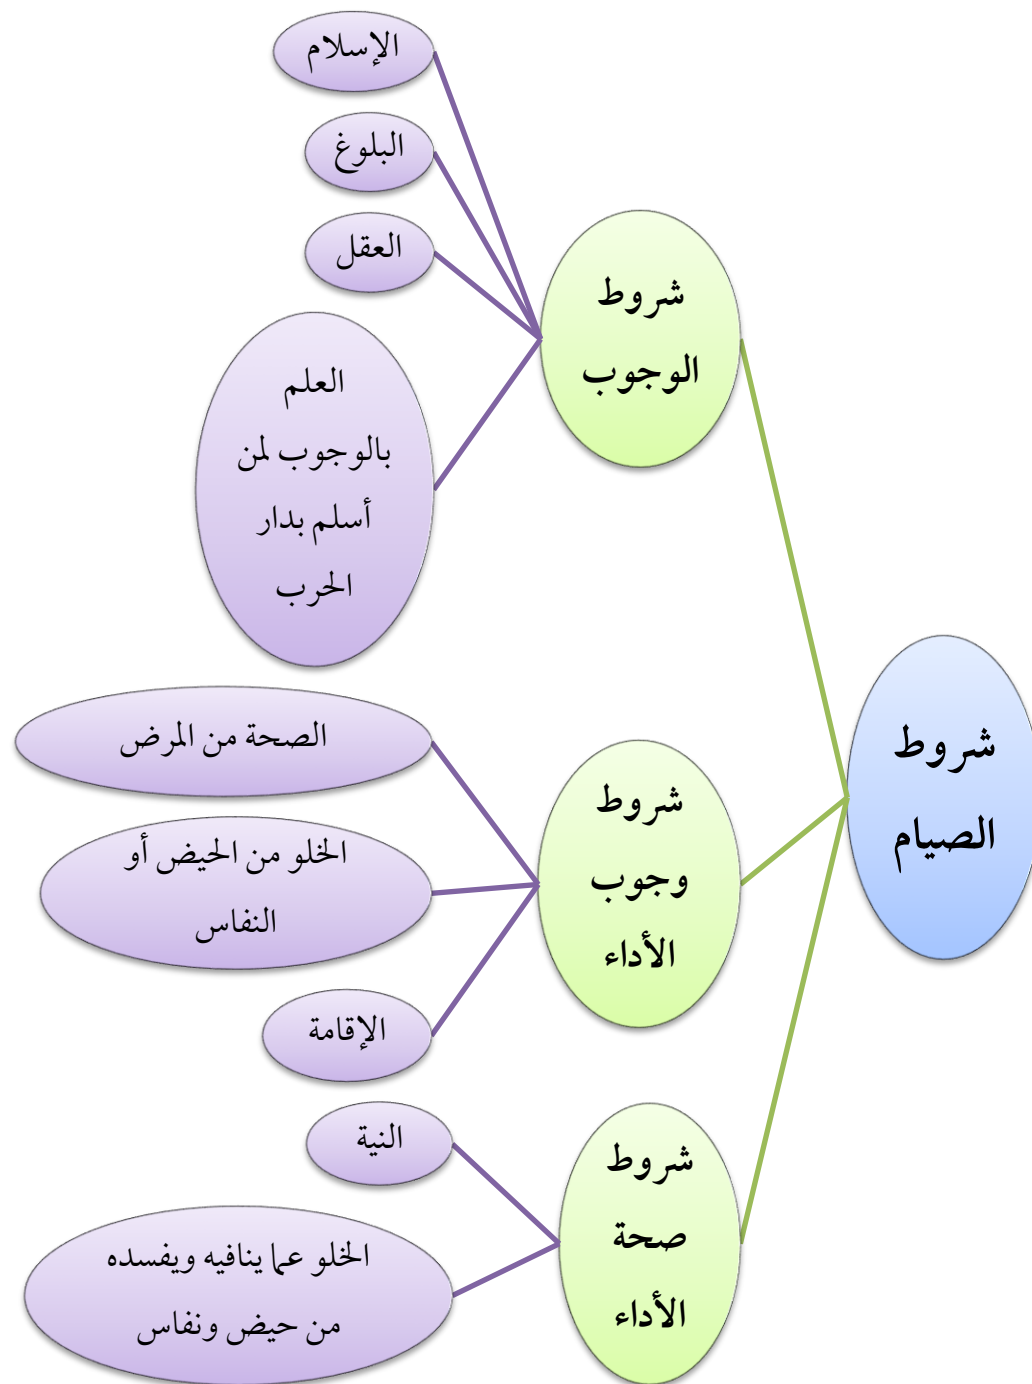 شروط
الصيام
شروط
الوجوب
الإسلام
البلوغ
العقل
العلم
بالوجوب لمن
أسلم بدار
الحرب
شروط
وجوب
الأداء
الصحة من المرض
الخلو من الحيض أو
النفاس
الإقامة
شروط
صحة
الأداء
النية
الخلو عما ينافيه ويفسده
من حيض ونفاس